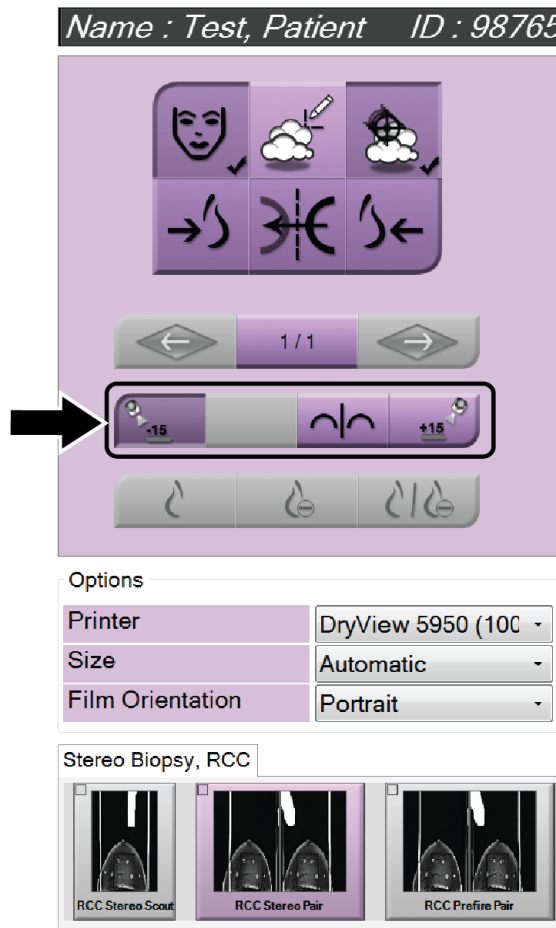 Name : Test, Patient ID : 98765
1 / 1
-15
+15
Options
Printer DryView 5950 (100
Size Automatic
Film Orientation Portrait
Stereo Biopsy, RCC
RCC Stereo Scout RCC Stereo Pair RCC Prefire Pair